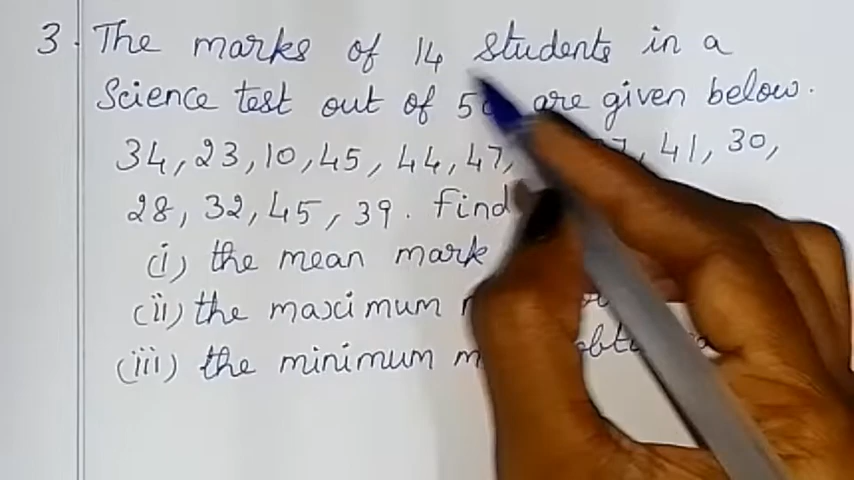 3. The marks of 14 students in a
Science test out of 50 are given below.
34, 23, 10, 45, 44, 47, 41, 30,
28, 32, 45, 39. Find
(i) the mean mark
(ii) the maximum
(iii) the minimum